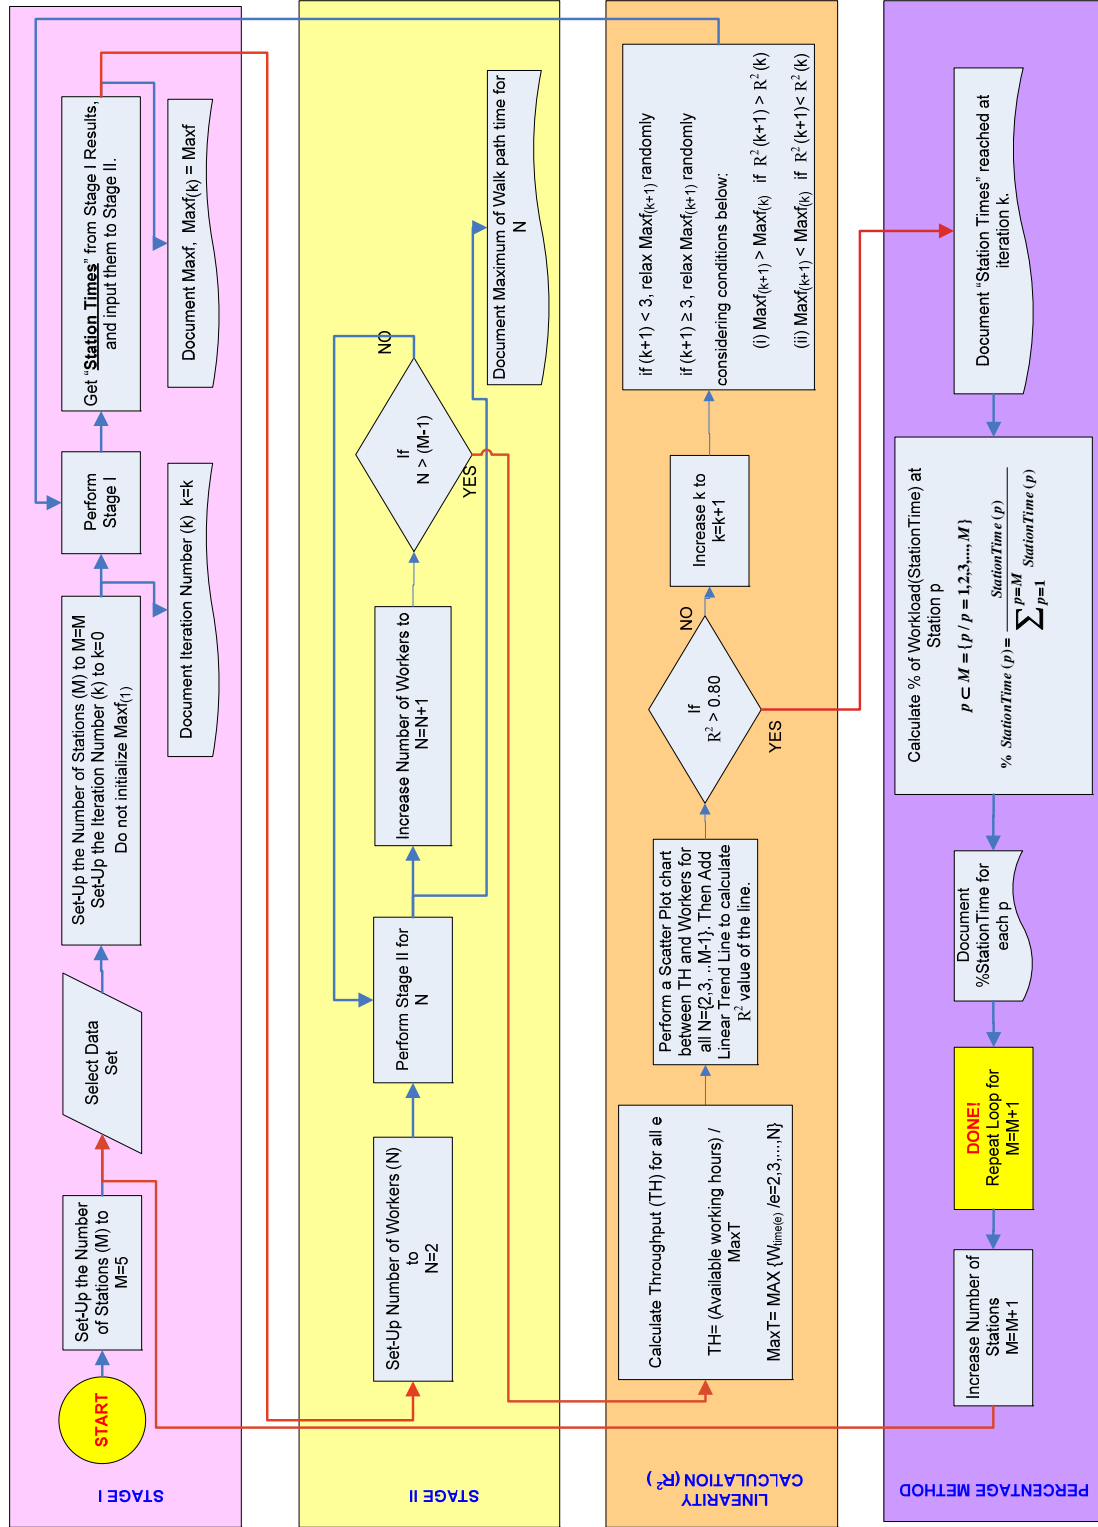 STAGE I
START
Set-Up the Number
of Stations (M) to
M=5
Select Data
Set
Set-Up the Number of Stations (M) to M=M
Set-Up the Iteration Number (k) to k=0
Do not initialize Maxf(1)
Document Iteration Number (k)  k=k
Perform
Stage I
Get “Station Times” from Stage I Results,
and input them to Stage II.
Document Maxf,  Maxf(k) = Maxf
STAGE II
Set-Up Number of Workers (N)
to
N=2
Perform Stage II for
N
Increase Number of Workers to
N=N+1
If
N > (M-1)
NO
YES
Document Maximum of Walk path time for
N
LINEARITY
CALCULATION (R²)
Calculate Throughput (TH) for all e
TH= (Available working hours) /
MaxT
MaxT= MAX {Wtime(e) /e=2,3,...,N}
Perform a Scatter Plot chart
between TH and Workers for
all N={2,3, ..M-1}. Then Add
Linear Trend Line to calculate
R² value of the line.
If
R² > 0.80
NO
YES
Increase k to
k=k+1
if (k+1) < 3, relax Maxf(k+1) randomly
if (k+1) ≥ 3, relax Maxf(k+1) randomly
considering conditions below:
(i) Maxf(k+1) > Maxf(k)  if R²(k+1) > R²(k)
(ii) Maxf(k+1) < Maxf(k)  if R²(k+1)< R²(k)
PERCENTAGE METHOD
Document “Station Times” reached at
iteration k.
Calculate % of Workload(StationTime) at
Station p
p ⊂ M = {p / p = 1,2,3,...,M}
% StationTime (p) = StationTime (p) / ∑ p=1 p=M StationTime (p)
Document
%StationTime for
each p
DONE!
Repeat Loop for
M=M+1
Increase Number of
Stations
M=M+1